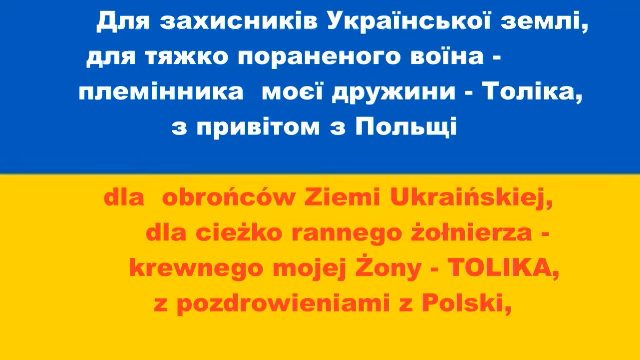 Для захисників Української землі,
для тяжко пораненого воїна -
племінника моєї дружини - Толіка,
з привітом з Польщі
dla obrońców Ziemi Ukraińskiej,
dla cieżko rannego żołnierza -
krewnego mojej Żony - TOLIKA,
z pozdrowieniami z Polski,